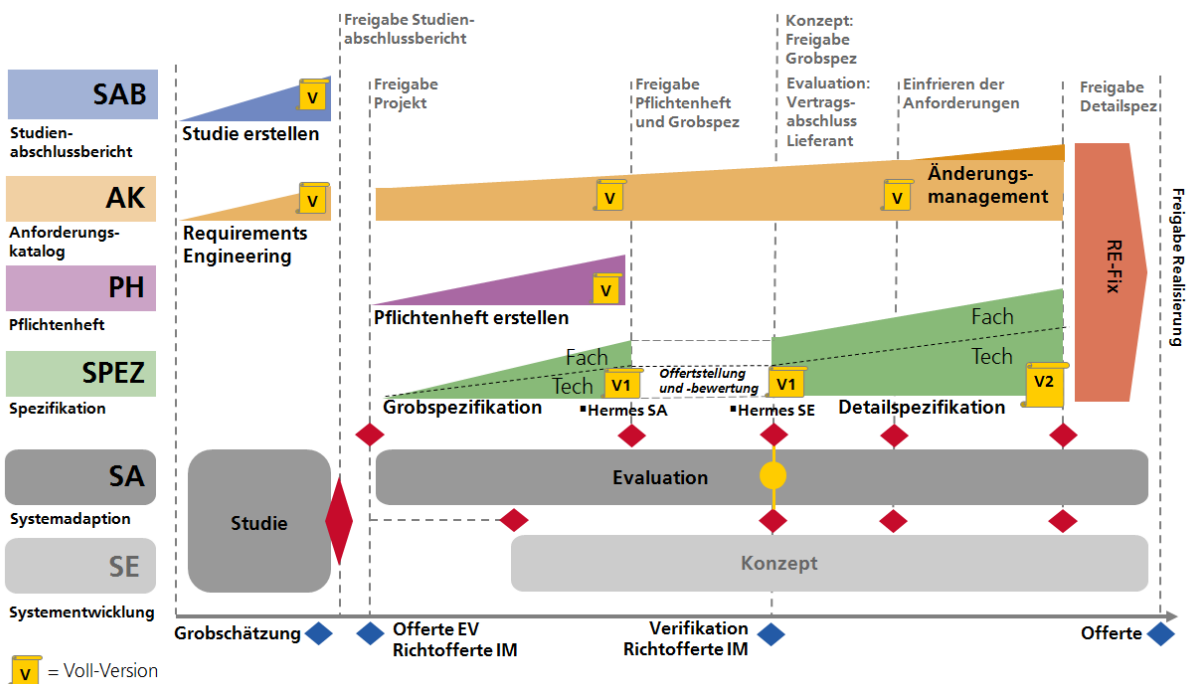 Freigabe Studien-
abschlussbericht
Konzept:
Freigabe
Grobspez
Evaluation:
Vertrags-
abschluss
Lieferant
Freigabe
Projekt
Freigabe
Pflichtenheft
und Grobspez
Einfrieren der
Anforderungen
Freigabe
Detailspez
SAB
Studien-
abschlussbericht
V
Studie erstellen
AK
Anforderungs-
katalog
V
Requirements
Engineering
V
V
Änderungs-
management
RE-Fix
Freigabe Realisierung
PH
Pflichtenheft
V
Pflichtenheft erstellen
SPEZ
Spezifikation
Fach
Tech
V1
Grobspezifikation
▪Hermes SA
Offertstellung
und -bewertung
V1
▪Hermes SE
Fach
Tech
V2
Detailspezifikation
SA
Systemadaption
Studie
Evaluation
SE
Systementwicklung
Konzept
Grobschätzung
Offerte EV
Richtofferte IM
Verifikation
Richtofferte IM
Offerte
V = Voll-Version